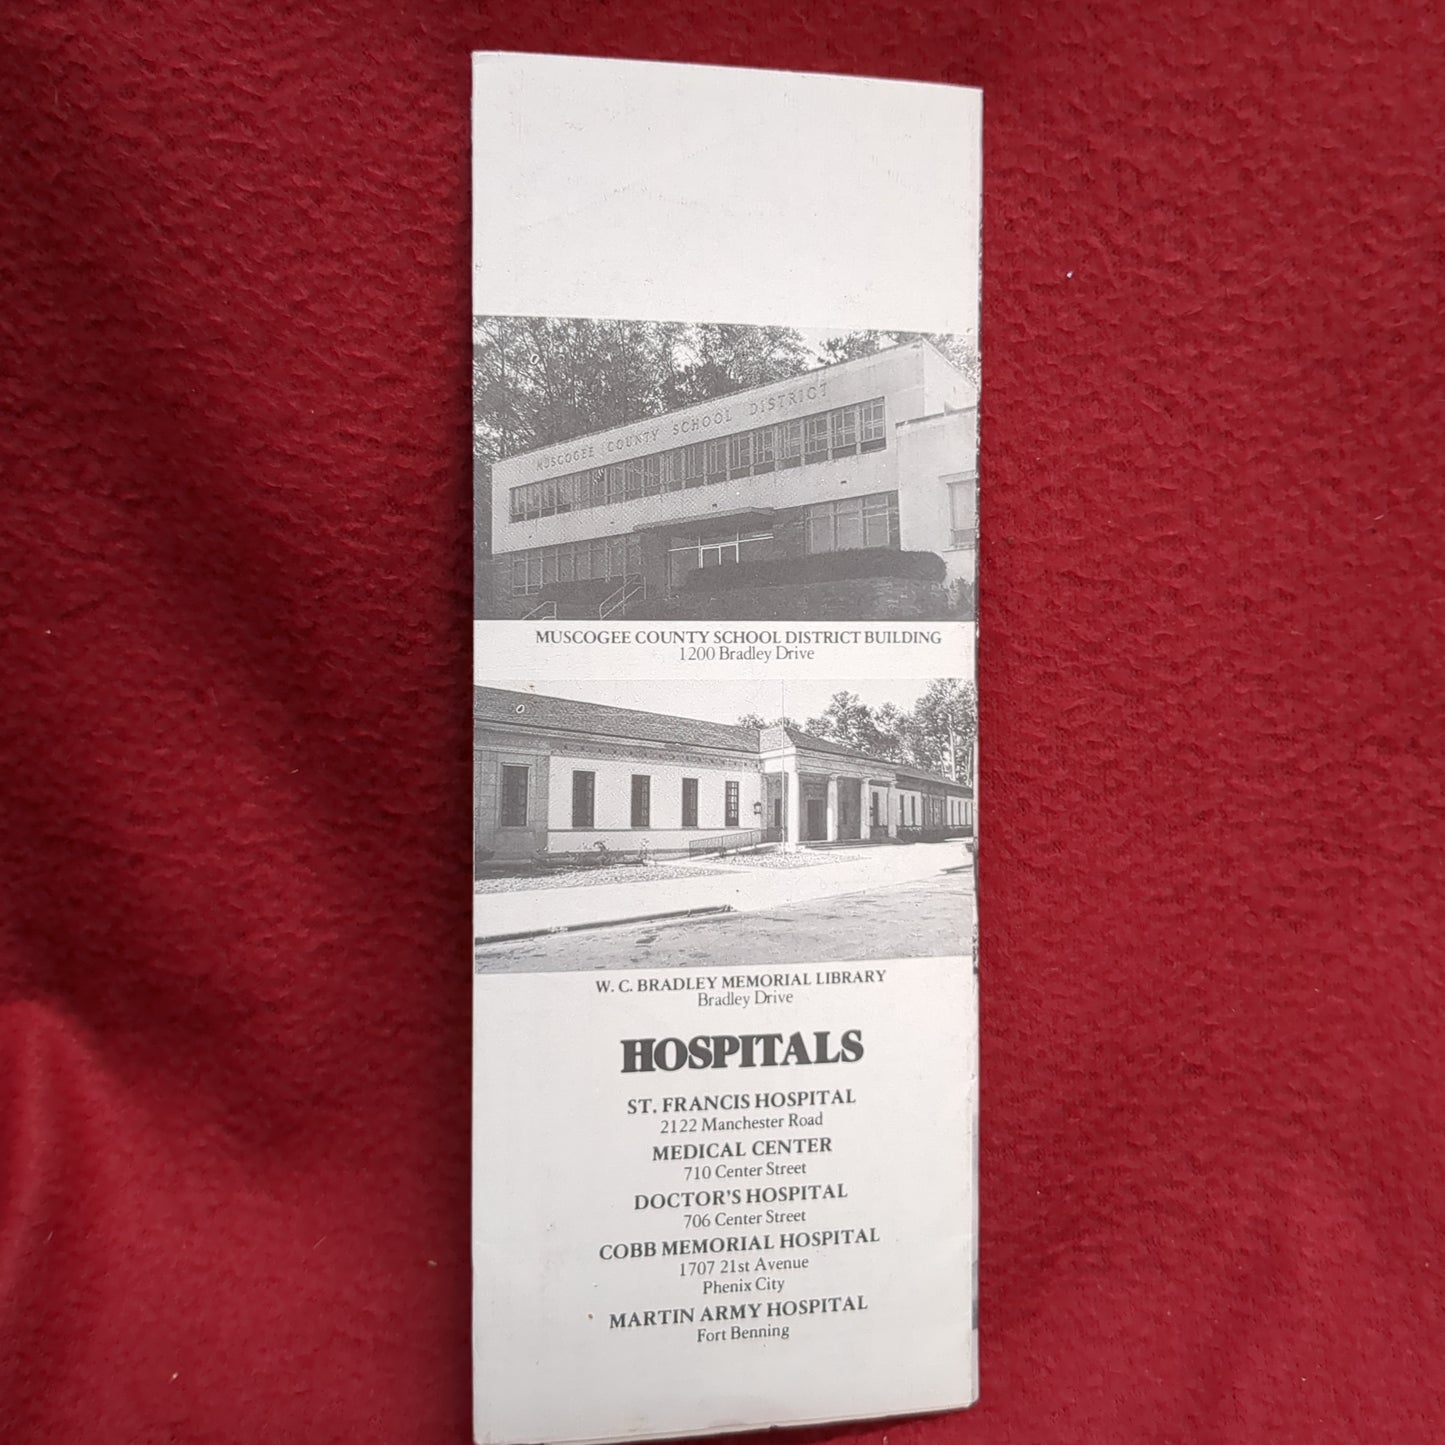 MUSCOGEE COUNTY SCHOOL DISTRICT
MUSCOGEE COUNTY SCHOOL DISTRICT BUILDING
1200 Bradley Drive
W. C. BRADLEY MEMORIAL LIBRARY
Bradley Drive
HOSPITALS
ST. FRANCIS HOSPITAL
2122 Manchester Road
MEDICAL CENTER
710 Center Street
DOCTOR'S HOSPITAL
706 Center Street
COBB MEMORIAL HOSPITAL
1707 21st Avenue
Phenix City
MARTIN ARMY HOSPITAL
Fort Benning